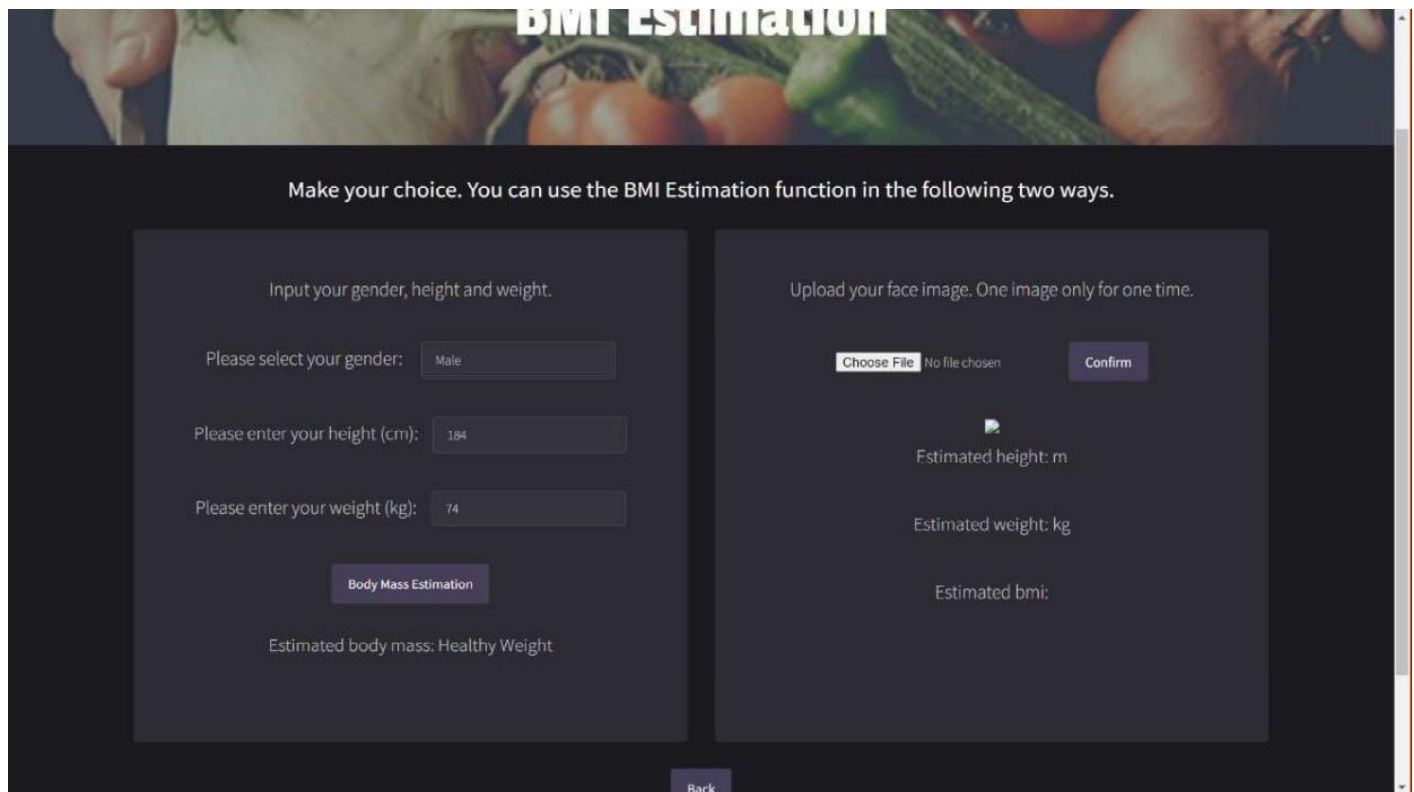 BMI Estimation
Make your choice. You can use the BMI Estimation function in the following two ways.
Input your gender, height and weight.
Please select your gender: Male
Please enter your height (cm): 184
Please enter your weight (kg): 74
Body Mass Estimation
Estimated body mass: Healthy Weight
Upload your face image. One image only for one time.
Choose File No file chosen Confirm
Estimated height: m
Estimated weight: kg
Estimated bmi:
Back